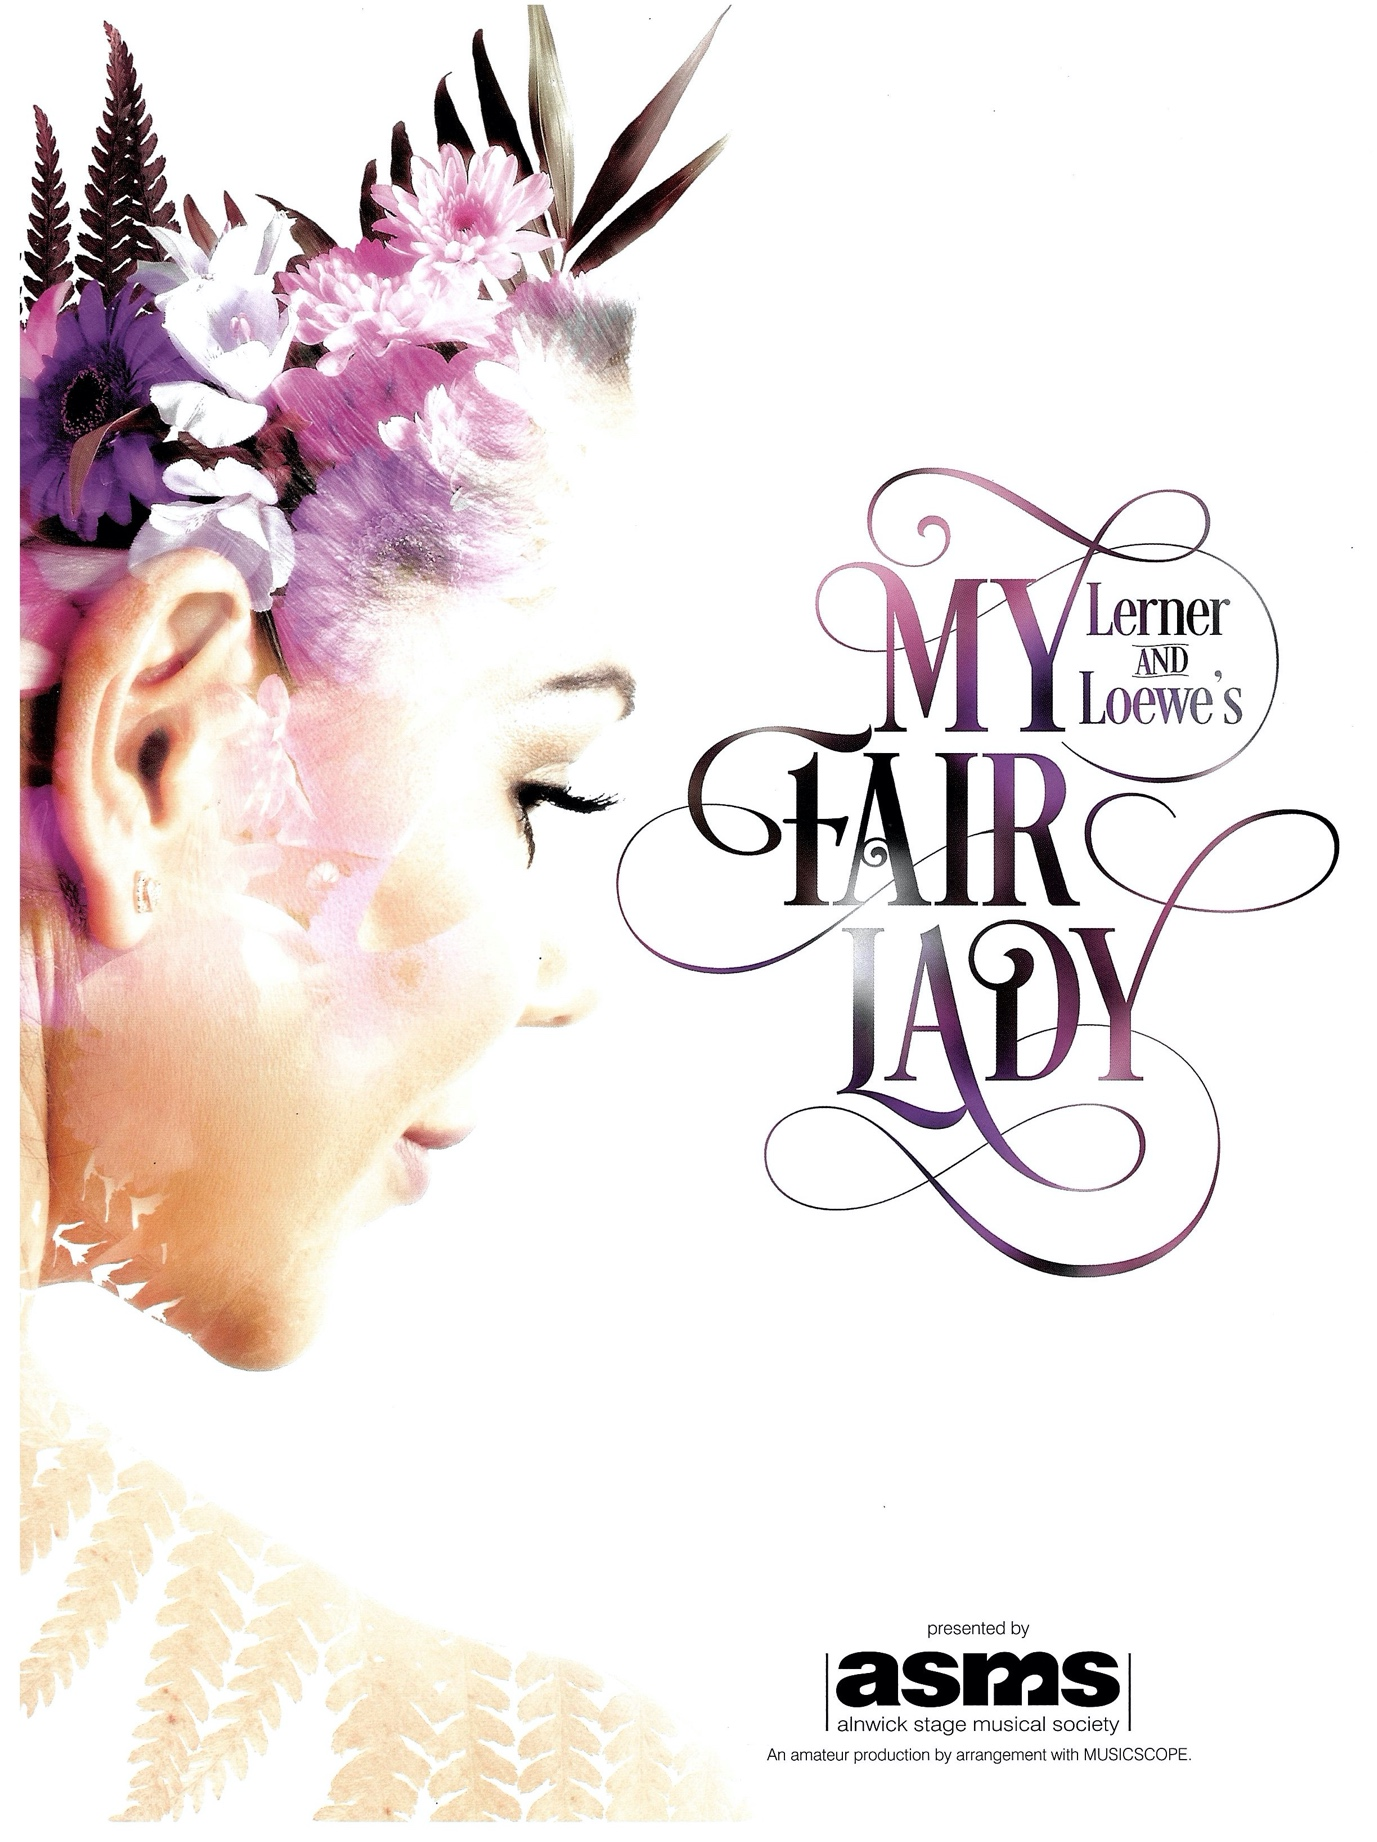 MY
Lerner
AND
Loewe's
FAIR
LADY
presented by
asms
alnwick stage musical society
An amateur production by arrangement with MUSICSCOPE.